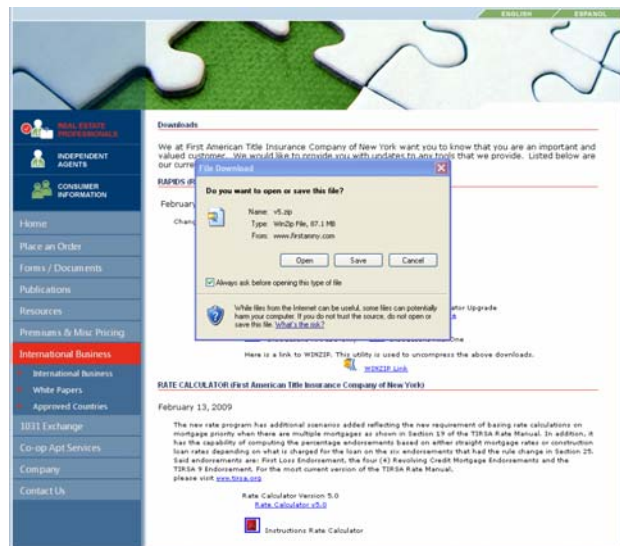 ENGLISH ESPANOL
REAL ESTATE
PROFESSIONALS
INDEPENDENT
AGENTS
CONSUMER
INFORMATION
Home
Place an Order
Forms / Documents
Publications
Resources
Premiums & Misc Pricing
International Business
International Business
White Papers
Approved Countries
1031 Exchange
Co-op Apt Services
Company
Contact Us
Downloads
We at First American Title Insurance Company of New York want you to know that you are an important and
valued customer. We would like to provide you with updates to any tools that we provide. Listed below are
our curre
RAPIDS (R
February
Chang
File Download
Do you want to open or save this file?
Name: v5.zip
Type: WinZip File, 87.1 MB
From: www.firstamny.com
Open Save Cancel
Always ask before opening this type of file
While files from the Internet can be useful, some files can potentially
harm your computer. If you do not trust the source, do not open or
save this file. What's the risk?
ator Upgrade
One
Here is a link to WINZIP. This utility is used to uncompress the above downloads.
WINZIP Link
RATE CALCULATOR (First American Title Insurance Company of New York)
February 13, 2009
The new rate program has additional scenarios added reflecting the new requirement of basing rate calculations on
mortgage priority when there are multiple mortgages as shown in Section 19 of the TIRSA Rate Manual. In addition, it
has the capability of computing the percentage endorsements based on either straight mortgage rates or construction
loan rates depending on what is charged for the loan on the six endorsements that had the rule change in Section 25.
Said endorsements are: First Loss Endorsement, the four (4) Revolving Credit Mortgage Endorsements and the
TIRSA 9 Endorsement. For the most current version of the TIRSA Rate Manual,
please visit www.tirsa.org
Rate Calculator Version 5.0
Rate Calculator v5.0
Instructions Rate Calculator